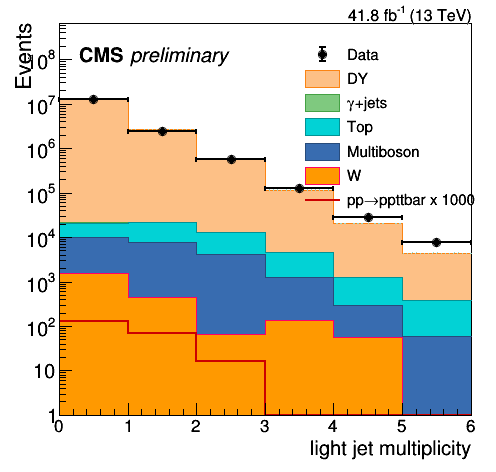 41.8 fb⁻¹ (13 TeV)
Events
CMS preliminary
Data
DY
γ+jets
Top
Multiboson
W
pp→ppttbar x 1000
10⁸
10⁷
10⁶
10⁵
10⁴
10³
10²
10
1
0 1 2 3 4 5 6
light jet multiplicity